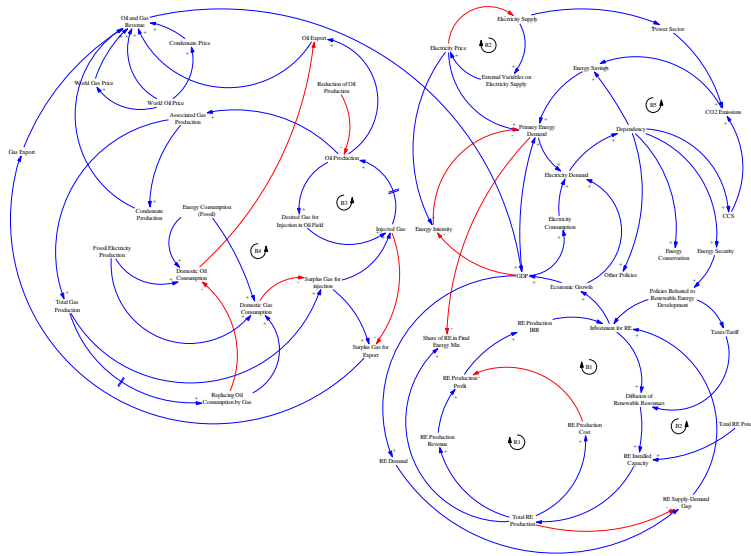 Oil and Gas
Revenue
Condensate Price
World Gas Price
World Oil Price
Associated Gas
Production
Gas Export
Oil Export
Reduction of Oil
Production
Oil Production
Desired Gas for
Injection in Oil Field
B3
Injected Gas
Condensate
Production
Energy Consumption
(Fossil)
Fossil Electricity
Production
B4
Domestic Oil
Consumption
Surplus Gas for
injection
Total Gas
Production
Domestic Gas
Consumption
Surplus Gas for
Export
Replacing Oil
Consumption by Gas
Electricity Supply
Power Sector
Electricity Price
R2
External Variables on
Electricity Supply
Energy Savings
B5
CO2 Emissions
Primary Energy
Demand
Dependency
Electricity Demand
Electricity
Consumption
CCS
Energy Intensity
Energy
Conservation
Energy Security
GDP
Other Policies
Economic Growth
Policies Releated to
Renewable Energy
Development
RE Production
IRR
Investment for RE
Taxes/Tariff
Share of RE in Final
Energy Mix
B1
RE Production
Profit
Diffusion of
Renewable Resources
RE Production
Cost
B2
Total RE Pote
RE Production
Revenue
R1
RE Demand
RE Installed
Capacity
RE Supply-Demand
Gap
Total RE
Production